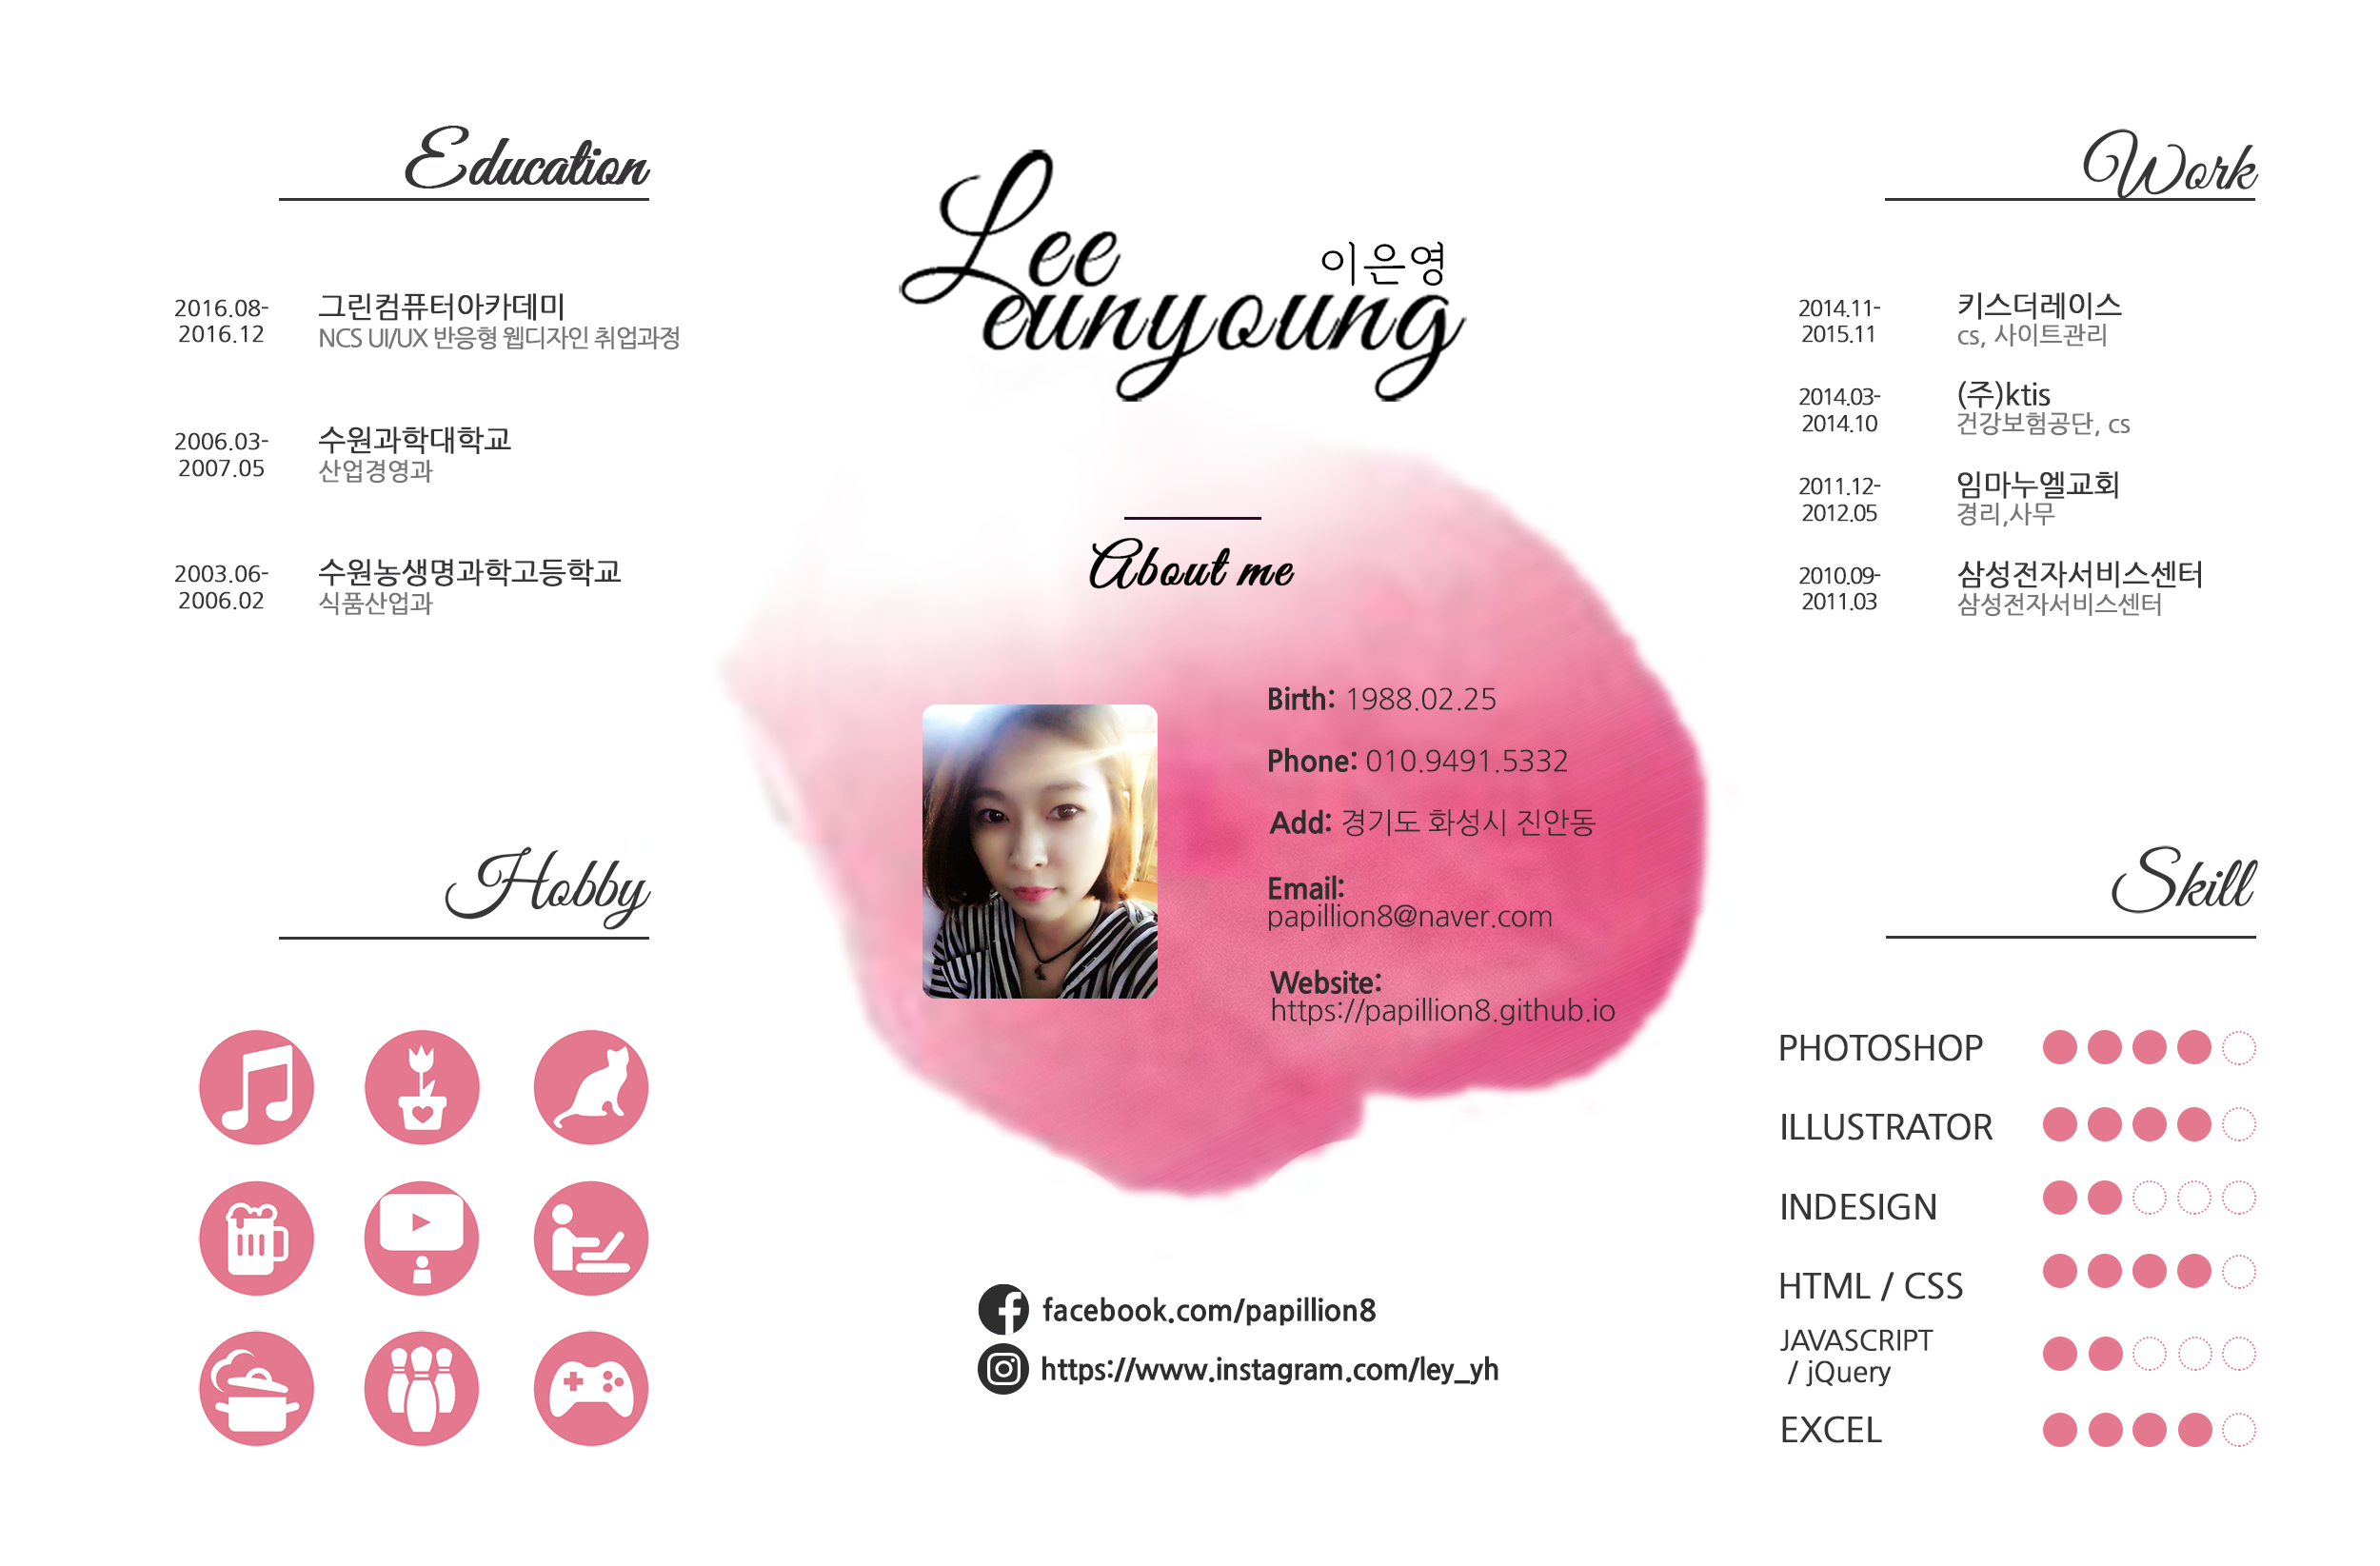 Education
2016.08-
2016.12
그린컴퓨터아카데미
NCS UI/UX 반응형 웹디자인 취업과정
2006.03-
2007.05
수원과학대학교
산업경영과
2003.06-
2006.02
수원농생명과학고등학교
식품산업과
Hobby
Lee
이은영
eunyoung
About me
Birth: 1988.02.25
Phone: 010.9491.5332
Add: 경기도 화성시 진안동
Email:
papillion8@naver.com
Website:
https://papillion8.github.io
facebook.com/papillion8
https://www.instagram.com/ley_yh
Work
2014.11-
2015.11
키스더레이스
cs, 사이트관리
2014.03-
2014.10
(주)ktis
건강보험공단, cs
2011.12-
2012.05
임마누엘교회
경리,사무
2010.09-
2011.03
삼성전자서비스센터
삼성전자서비스센터
Skill
PHOTOSHOP
ILLUSTRATOR
INDESIGN
HTML / CSS
JAVASCRIPT
/ jQuery
EXCEL